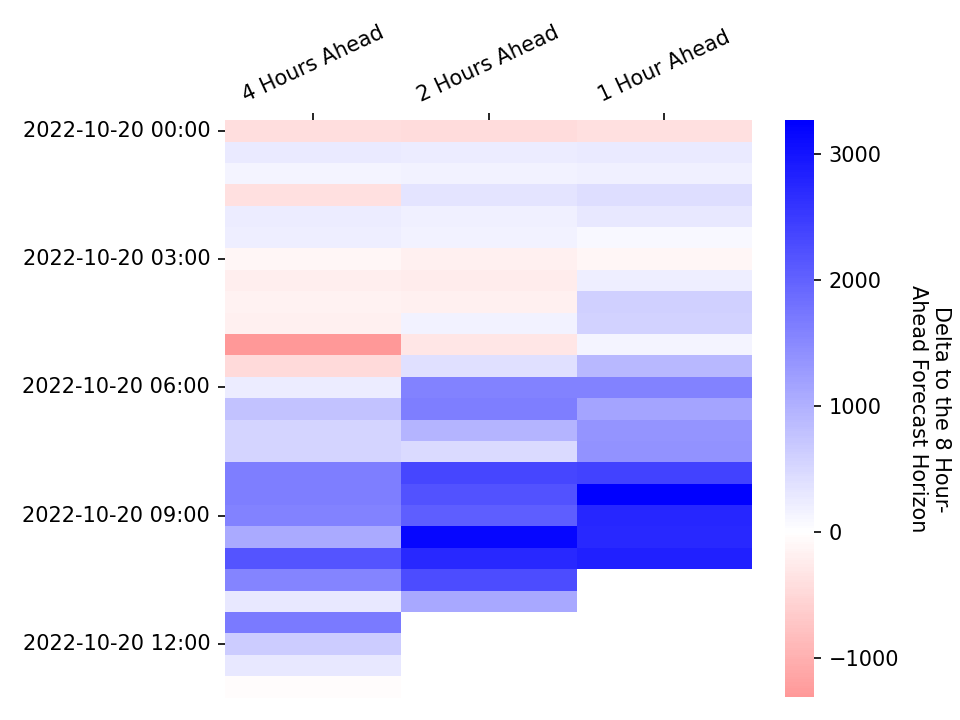 4 Hours Ahead
2 Hours Ahead
1 Hour Ahead
2022-10-20 00:00
2022-10-20 03:00
2022-10-20 06:00
2022-10-20 09:00
2022-10-20 12:00
3000
2000
1000
0
−1000
Delta to the 8 Hour-
Ahead Forecast Horizon